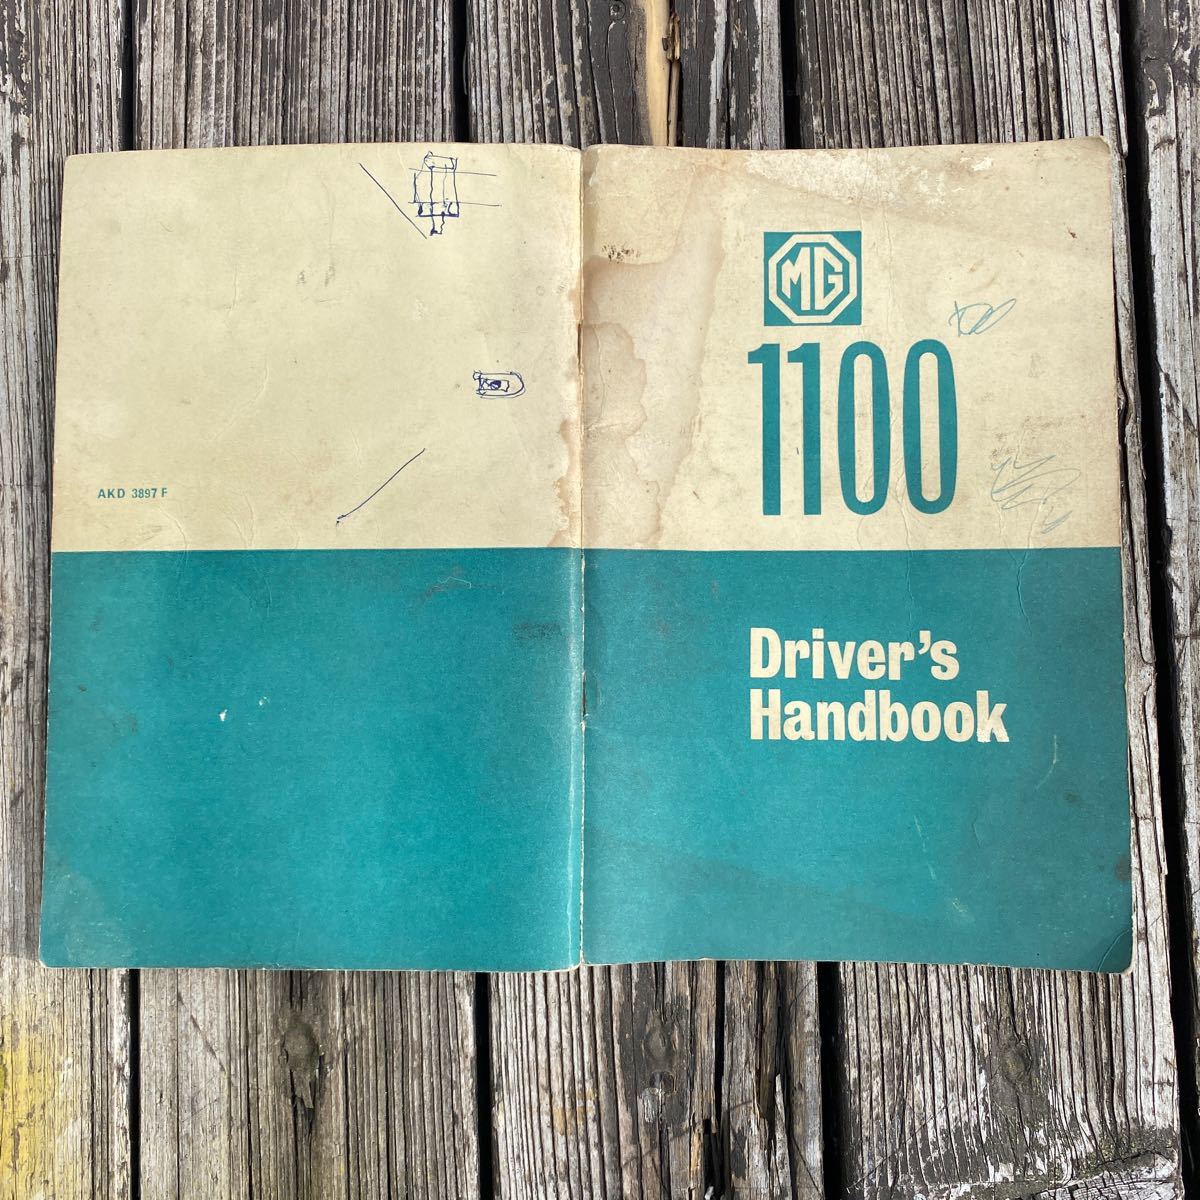 AKD 3897 F
MG
1100
Driver's
Handbook